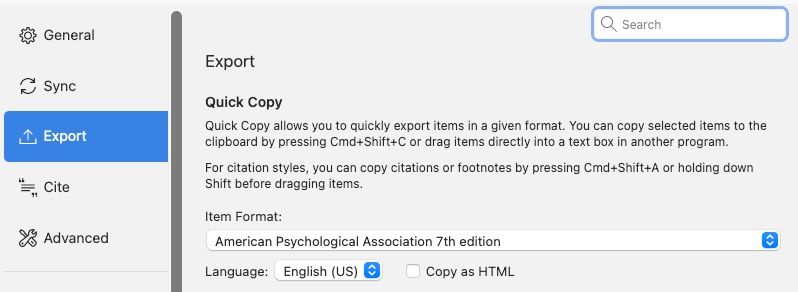 General
Search
Export
Sync
Quick Copy
Quick Copy allows you to quickly export items in a given format. You can copy selected items to the
Export
clipboard by pressing Cmd+Shift+C or drag items directly into a text box in another program.
For citation styles, you can copy citations or footnotes by pressing Cmd+Shift+A or holding down
Cite
Shift before dragging items.
Item Format:
Advanced
American Psychological Association 7th edition
Language: English (US) Copy as HTML